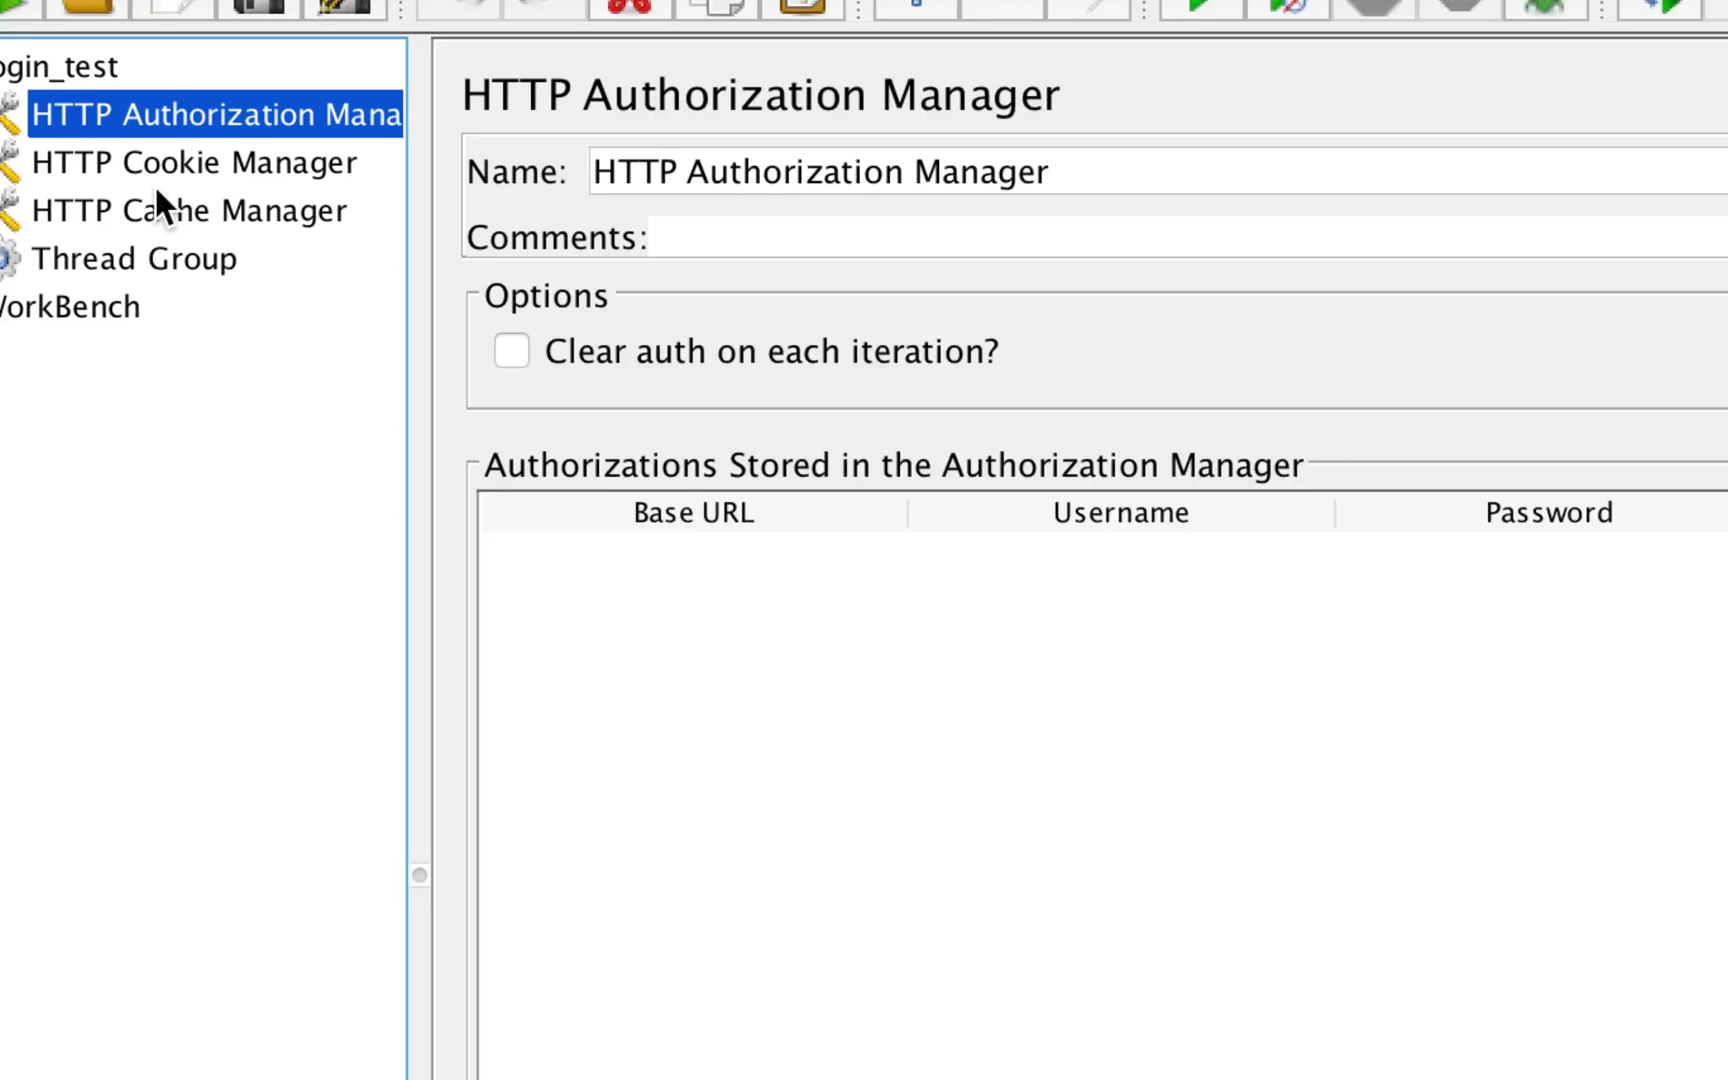 ogin_test
HTTP Authorization Mana
HTTP Cookie Manager
HTTP Cache Manager
Thread Group
WorkBench
HTTP Authorization Manager
Name: HTTP Authorization Manager
Comments:
Options
Clear auth on each iteration?
Authorizations Stored in the Authorization Manager
Base URL Username Password